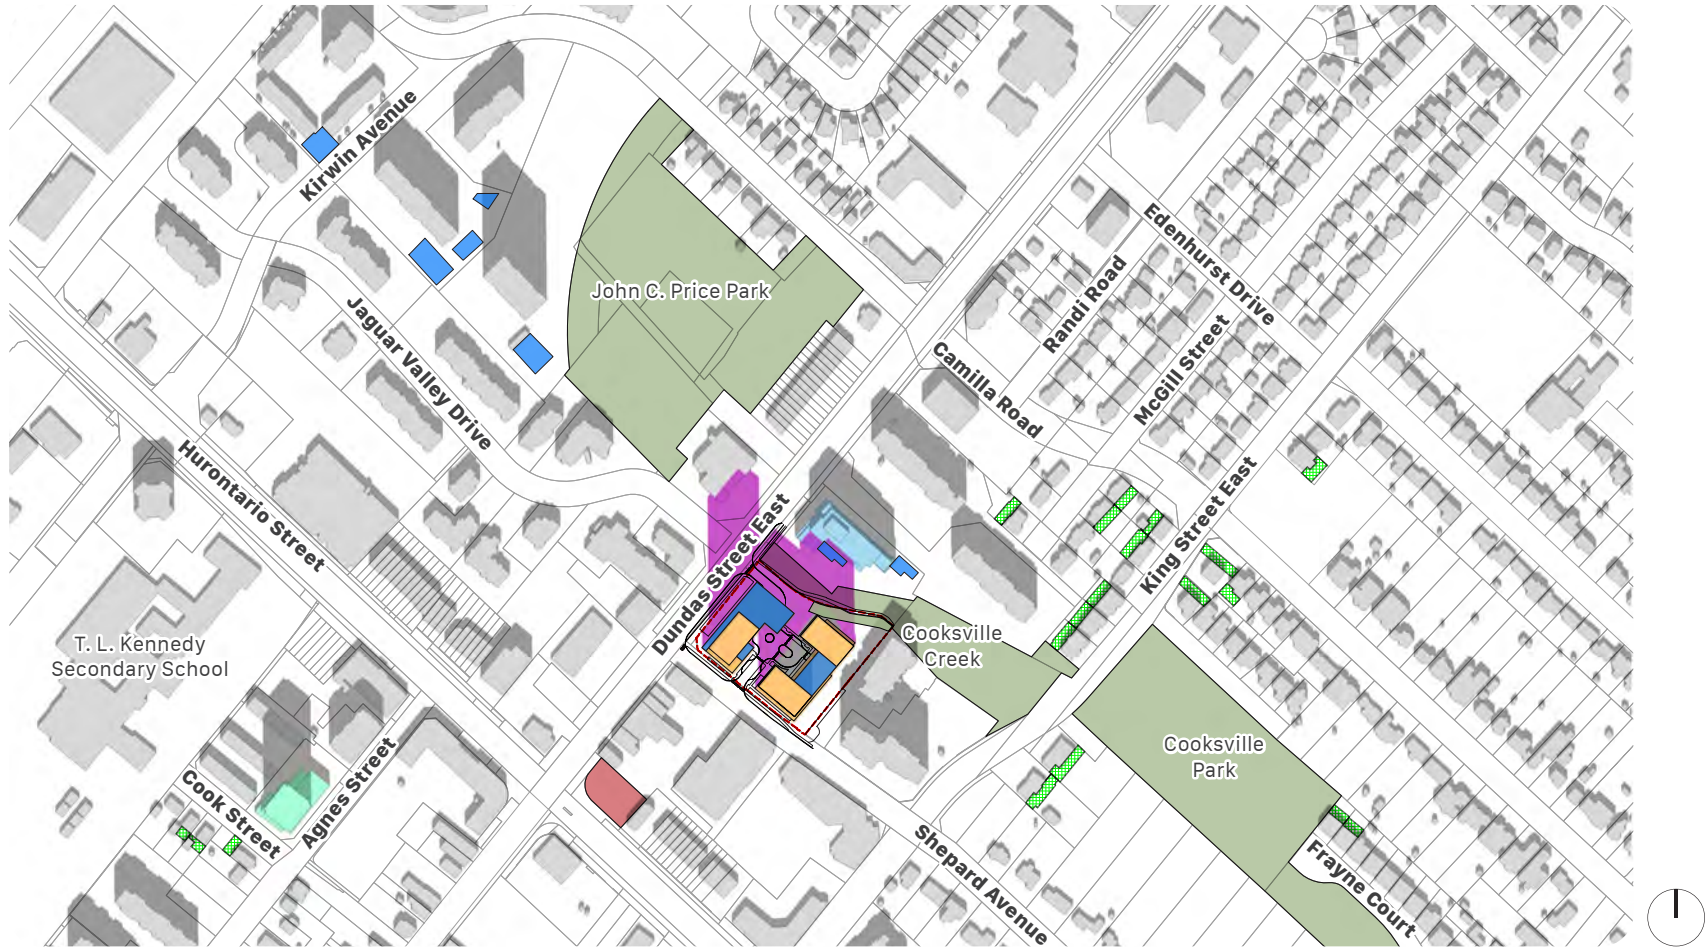 Kirwin Avenue
Edenhurst Drive
John C. Price Park
Randi Road
Jaguar Valley Drive
McGill Street
Camilla Road
Hurontario Street
King Street East
Dundas Street East
T. L. Kennedy
Secondary School
Cooksville
Creek
Cooksville
Park
Cook Street
Agnes Street
Shepard Avenue
Frayne Court